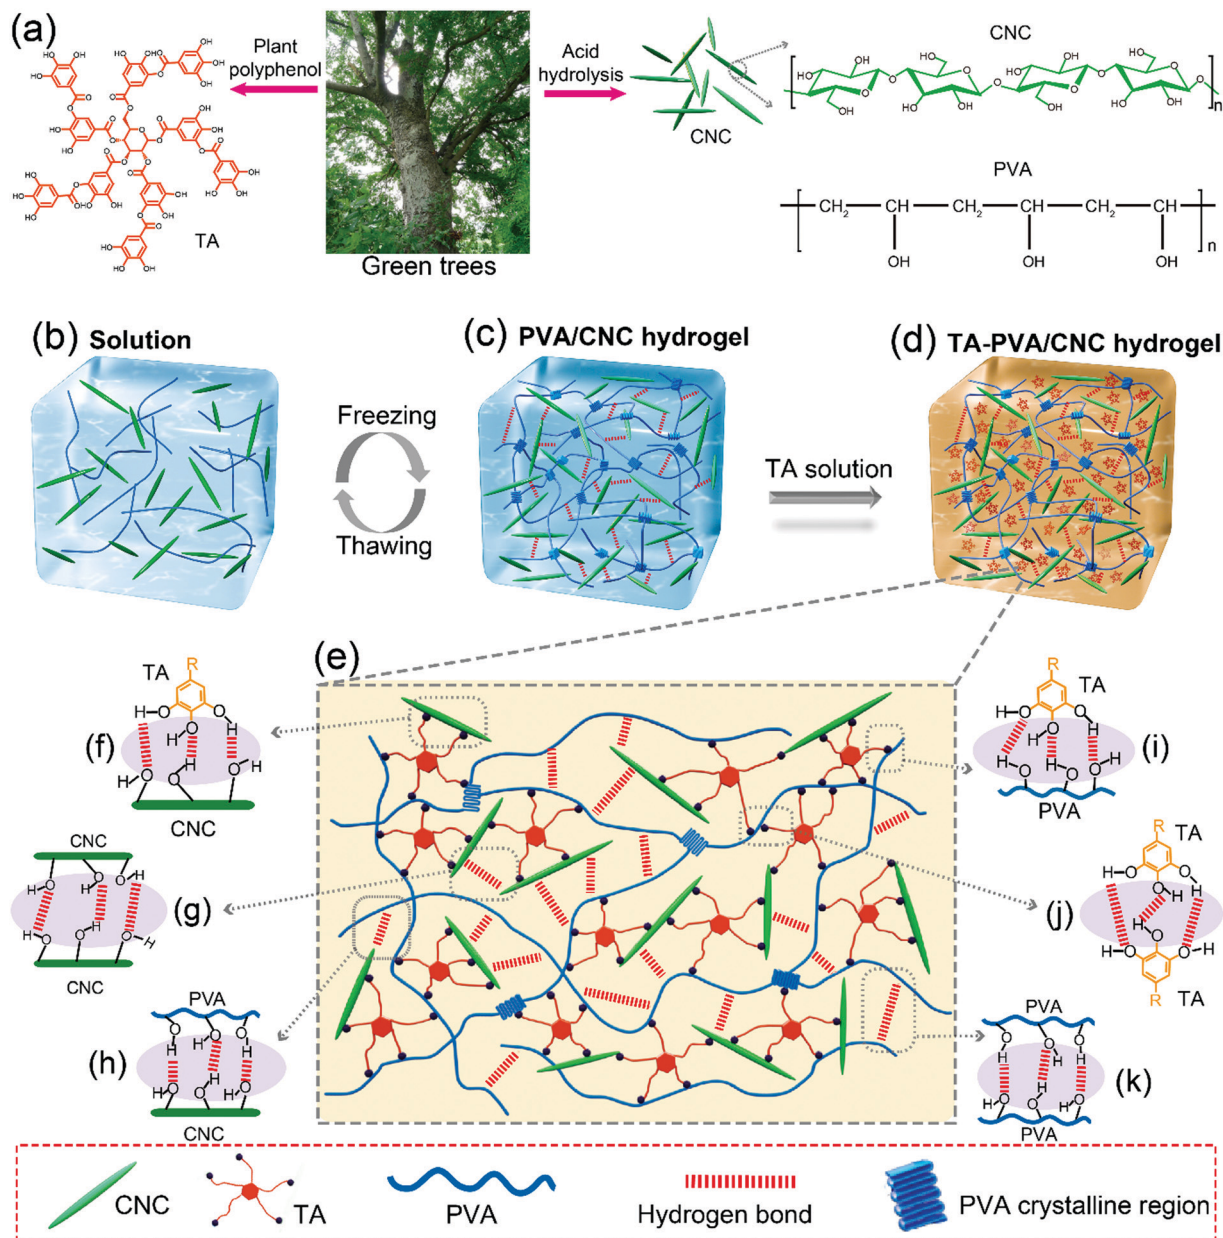 (a)
Plant
polyphenol
TA
Green trees
Acid
hydrolysis
CNC
CNC
n
PVA
CH₂ CH CH₂ CH CH₂ CH
OH OH OH
n
(b) Solution
(c) PVA/CNC hydrogel
(d) TA-PVA/CNC hydrogel
Freezing
Thawing
TA solution
(e)
(f)
TA
R
CNC
(g)
CNC
CNC
(h)
PVA
CNC
(i)
R
TA
PVA
(j)
R
TA
R
TA
(k)
PVA
PVA
CNC
TA
PVA
Hydrogen bond
PVA crystalline region